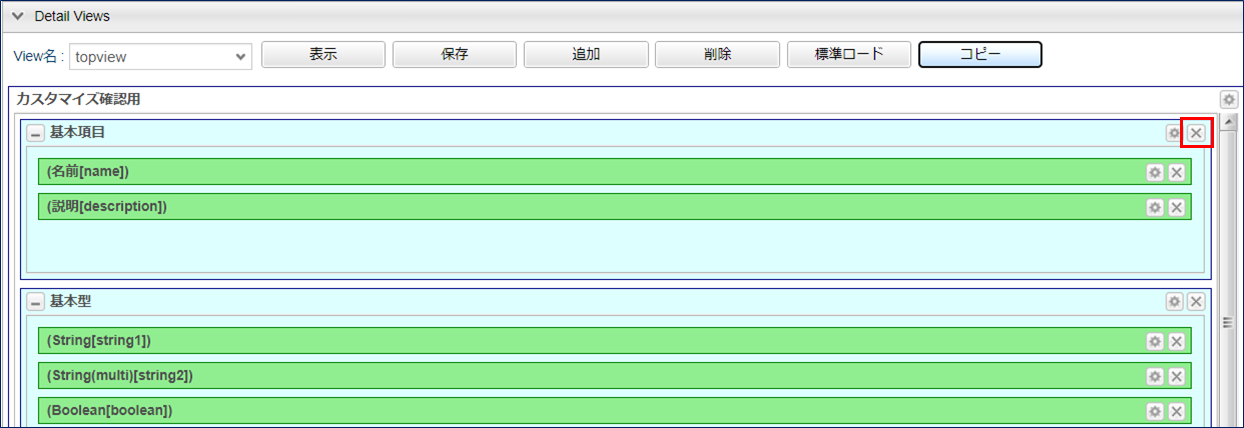 Detail Views
View名 : topview 表示 保存 追加 削除 標準ロード コピー
カスタマイズ確認用
基本項目
(名前[name])
(説明[description])
基本型
(String[string1])
(String(multi)[string2])
(Boolean[boolean])